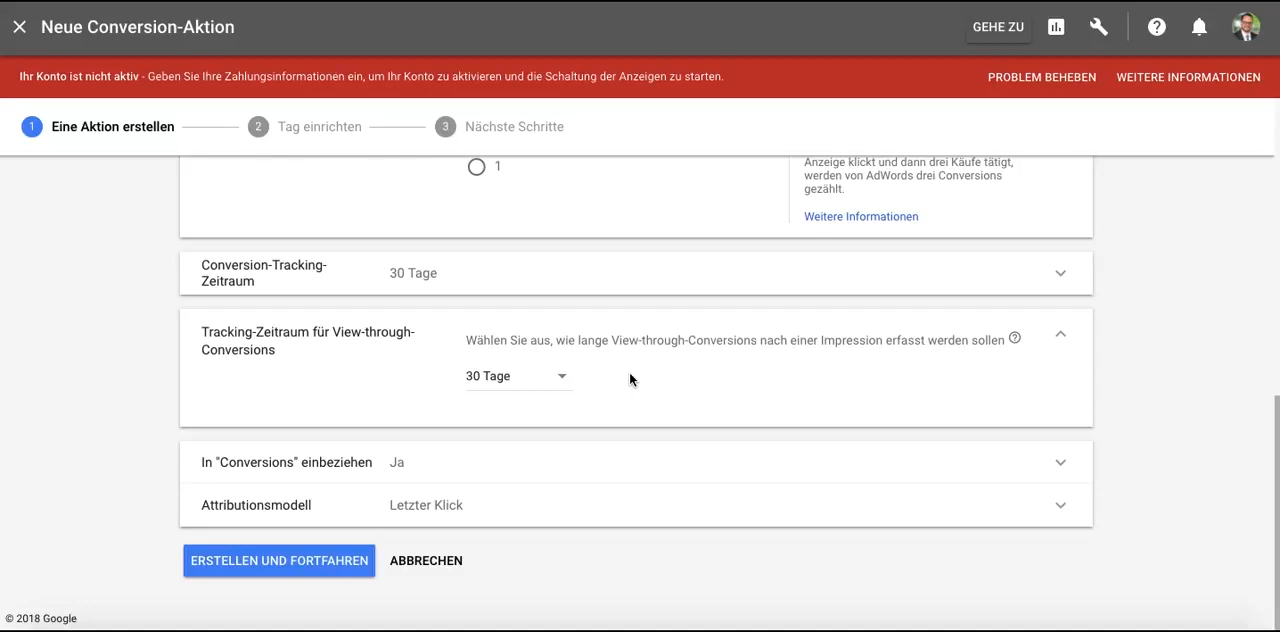 Neue Conversion-Aktion
GEHE ZU
Ihr Konto ist nicht aktiv - Geben Sie Ihre Zahlungsinformationen ein, um Ihr Konto zu aktivieren und die Schaltung der Anzeigen zu starten.
PROBLEM BEHEBEN
WEITERE INFORMATIONEN
1 Eine Aktion erstellen
2 Tag einrichten
3 Nächste Schritte
1
Anzeige klickt und dann drei Käufe tätigt,
werden von AdWords drei Conversions
gezählt.
Weitere Informationen
Conversion-Tracking-
Zeitraum
30 Tage
Tracking-Zeitraum für View-through-
Conversions
Wählen Sie aus, wie lange View-through-Conversions nach einer Impression erfasst werden sollen
30 Tage
In "Conversions" einbeziehen
Ja
Attributionsmodell
Letzter Klick
ERSTELLEN UND FORTFAHREN
ABBRECHEN
© 2018 Google